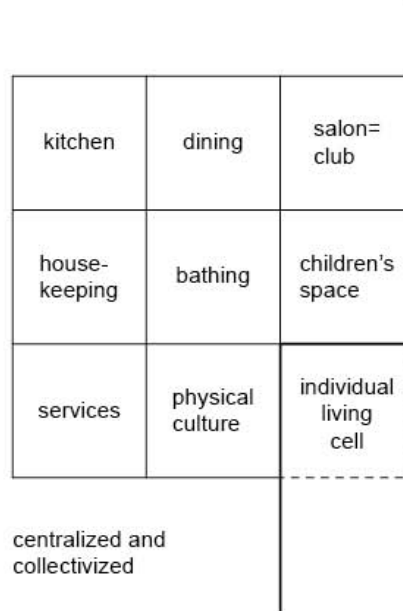 kitchen
dining
salon=
club
house-
keeping
bathing
children's
space
services
physical
culture
individual
living
cell
centralized and
collectivized